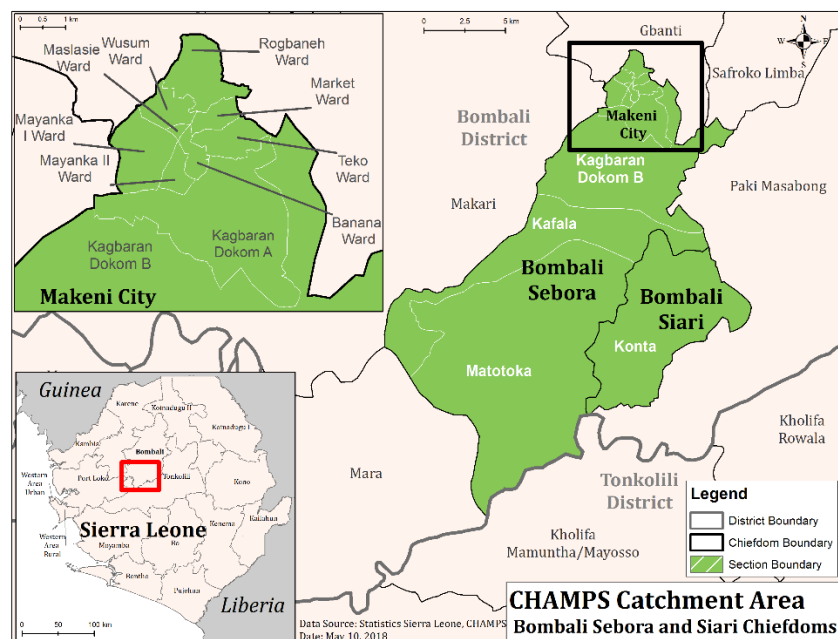 0 0.5 1 km
Maslasie
Ward
Wusum
Ward
Rogbaneh
Ward
Market
Ward
Mayanka
I Ward
Mayanka II
Ward
Teko
Ward
Banana
Ward
Kagbaran
Dokom B
Kagbaran
Dokom A
Makeni City
0 2.5 5 km
Gbanti
N
W E
S
Safroko Limba
Bombali
District
Makeni
City
Kagbaran
Dokom B
Paki Masabong
Makari
Kafala
Bombali
Sebora
Bombali
Siari
Konta
Matotoka
Kholifa
Rowala
Mara
Tonkolili
District
Kholifa
Mamuntha/Mayosso
Guinea
Karene
Koinadugu II
Koinadugu I
Kambia
Bombali
Western
Area
Urban
Port Loko
Tonkolili
Kono
Sierra Leone
Western
Area
Rural
Moyamba
Bo
Kenema
Kailahun
Bonthe
Pujehun
Liberia
0 50 100 km
Legend
District Boundary
Chiefdom Boundary
Section Boundary
Data Source: Statistics Sierra Leone, CHAMPS
Date: May 10, 2018
CHAMPS Catchment Area
Bombali Sebora and Siari Chiefdoms